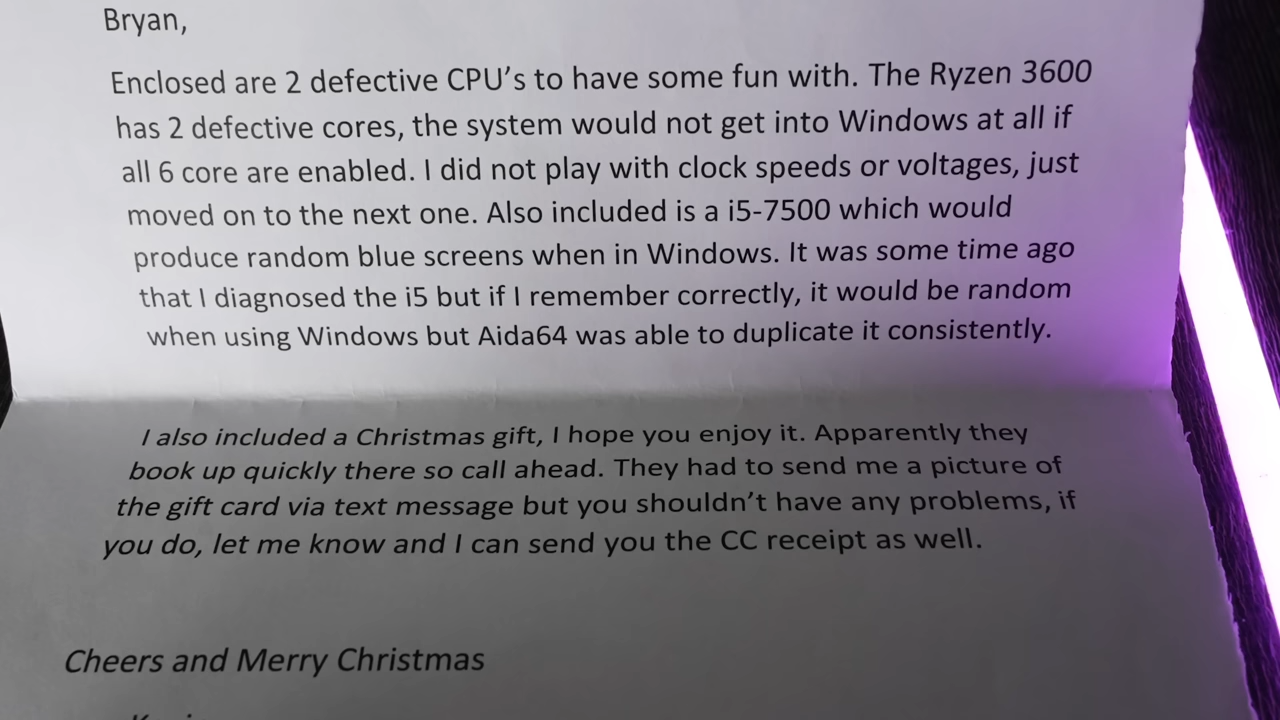 Bryan,
Enclosed are 2 defective CPU's to have some fun with. The Ryzen 3600
has 2 defective cores, the system would not get into Windows at all if
all 6 core are enabled. I did not play with clock speeds or voltages, just
moved on to the next one. Also included is a i5-7500 which would
produce random blue screens when in Windows. It was some time ago
that I diagnosed the i5 but if I remember correctly, it would be random
when using Windows but Aida64 was able to duplicate it consistently.
I also included a Christmas gift, I hope you enjoy it. Apparently they
book up quickly there so call ahead. They had to send me a picture of
the gift card via text message but you shouldn't have any problems, if
you do, let me know and I can send you the CC receipt as well.
Cheers and Merry Christmas